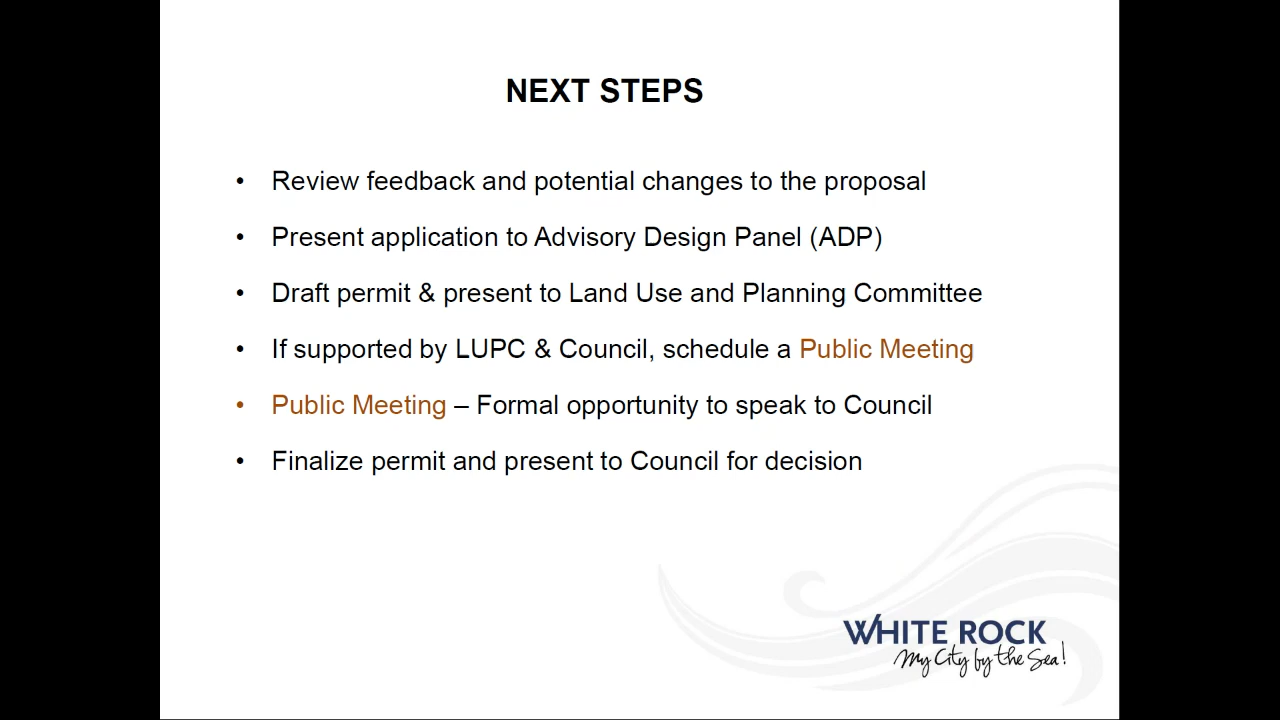 NEXT STEPS
• Review feedback and potential changes to the proposal
• Present application to Advisory Design Panel (ADP)
• Draft permit & present to Land Use and Planning Committee
• If supported by LUPC & Council, schedule a Public Meeting
• Public Meeting – Formal opportunity to speak to Council
• Finalize permit and present to Council for decision
WHITE ROCK
My City by the Sea!